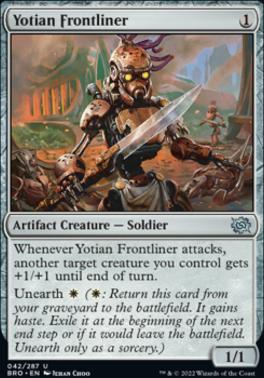 Yotian Frontliner 1
Artifact Creature — Soldier
Whenever Yotian Frontliner attacks,
another target creature you control gets
+1/+1 until end of turn.
Unearth (: Return this card from
your graveyard to the battlefield. It gains
haste. Exile it at the beginning of the next
end step or if it would leave the battlefield.
Unearth only as a sorcery.)
1/1
042/287 U
BRO • EN Jehan Choo
™ & © 2022 Wizards of the Coast